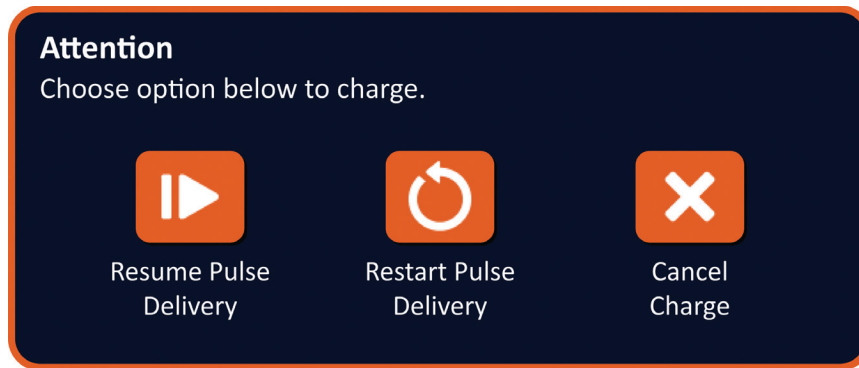 Attention
Choose option below to charge.
Resume Pulse
Delivery
Restart Pulse
Delivery
Cancel
Charge